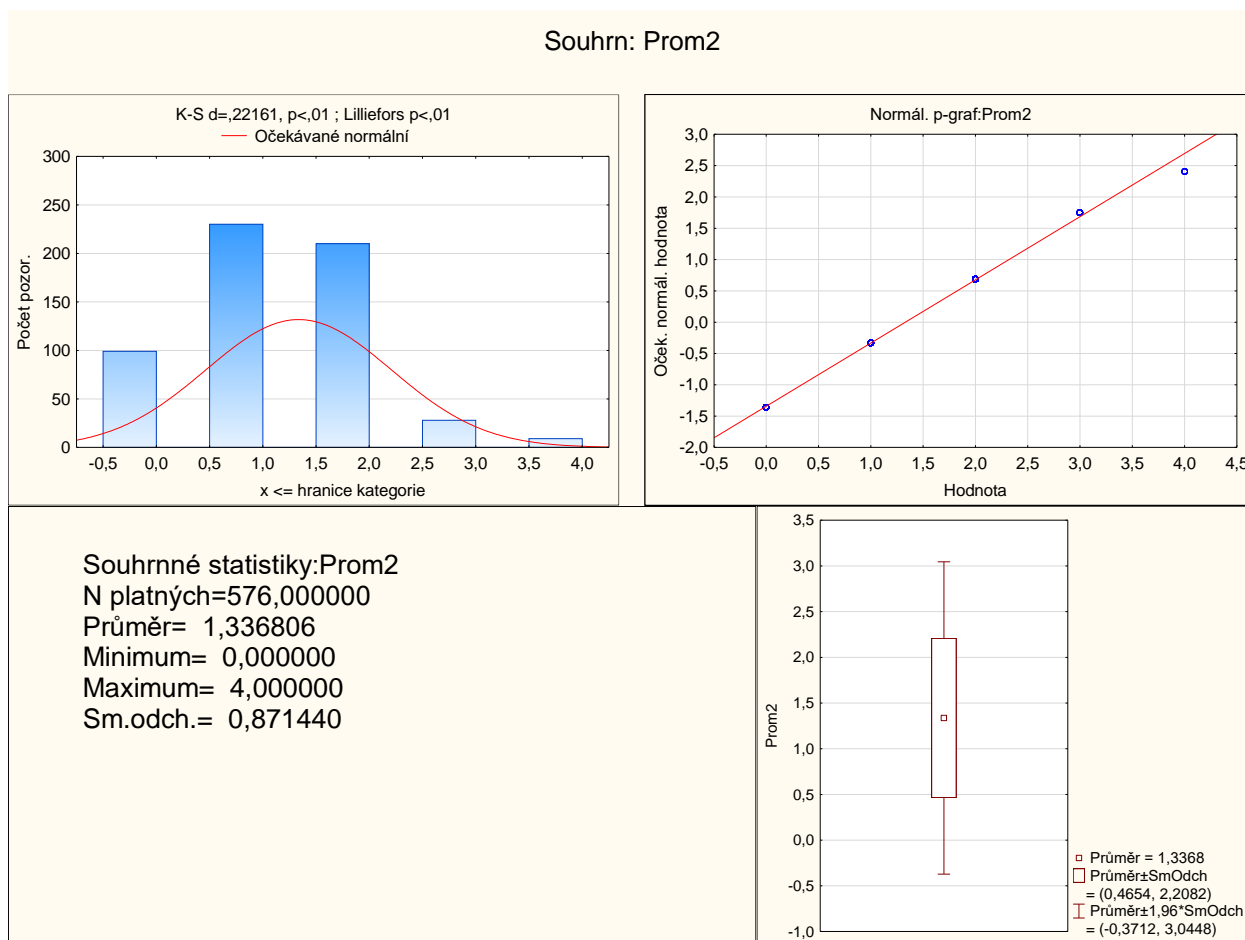 Souhrn: Prom2
K-S d=,22161, p<,01 ; Lilliefors p<,01
Očekávané normální
300
250
200
150
100
50
0
Počet pozor.
-0,5 0,0 0,5 1,0 1,5 2,0 2,5 3,0 3,5 4,0
x <= hranice kategorie
Normál. p-graf:Prom2
3,0
2,5
2,0
1,5
1,0
0,5
0,0
-0,5
-1,0
-1,5
-2,0
Oček. normál. hodnota
-0,5 0,0 0,5 1,0 1,5 2,0 2,5 3,0 3,5 4,0 4,5
Hodnota
Souhrnné statistiky:Prom2
N platných=576,000000
Průměr= 1,336806
Minimum= 0,000000
Maximum= 4,000000
Sm.odch.= 0,871440
3,5
3,0
2,5
2,0
1,5
1,0
0,5
0,0
-0,5
-1,0
Prom2
Průměr = 1,3368
Průměr±SmOdch
= (0,4654, 2,2082)
Průměr±1,96*SmOdch
= (-0,3712, 3,0448)